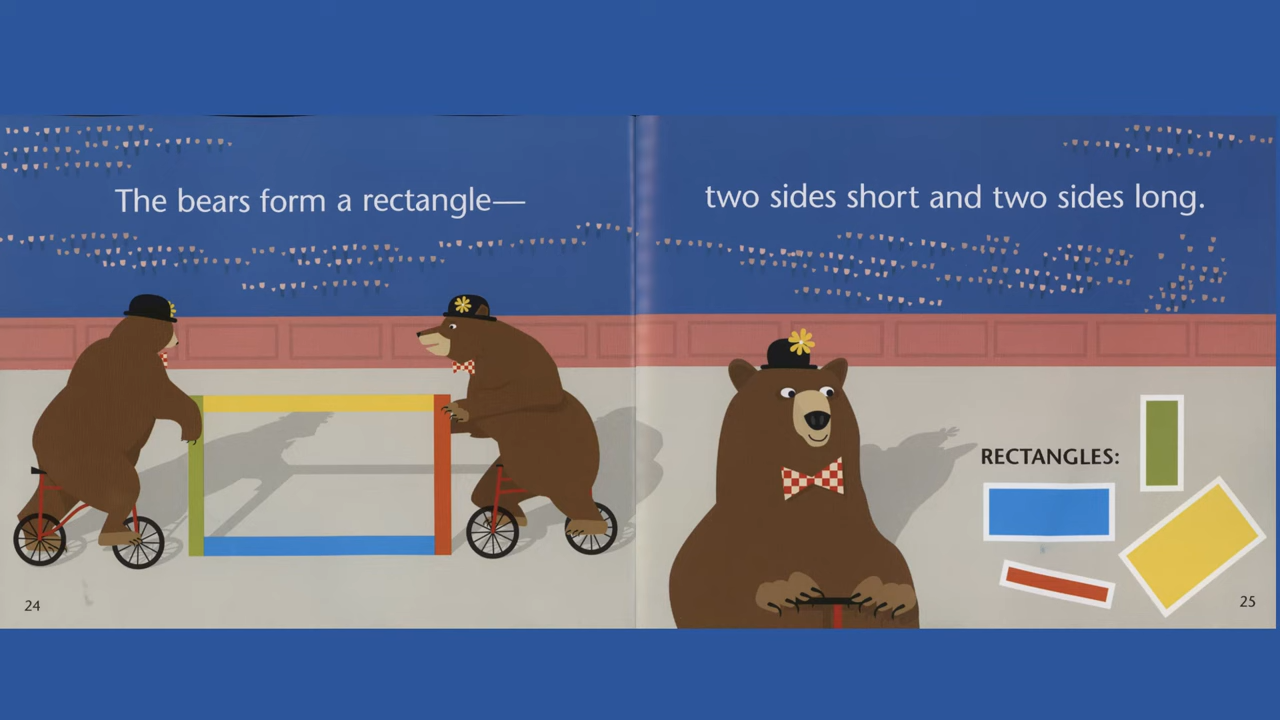 The bears form a rectangle—
two sides short and two sides long.
RECTANGLES:
24
25